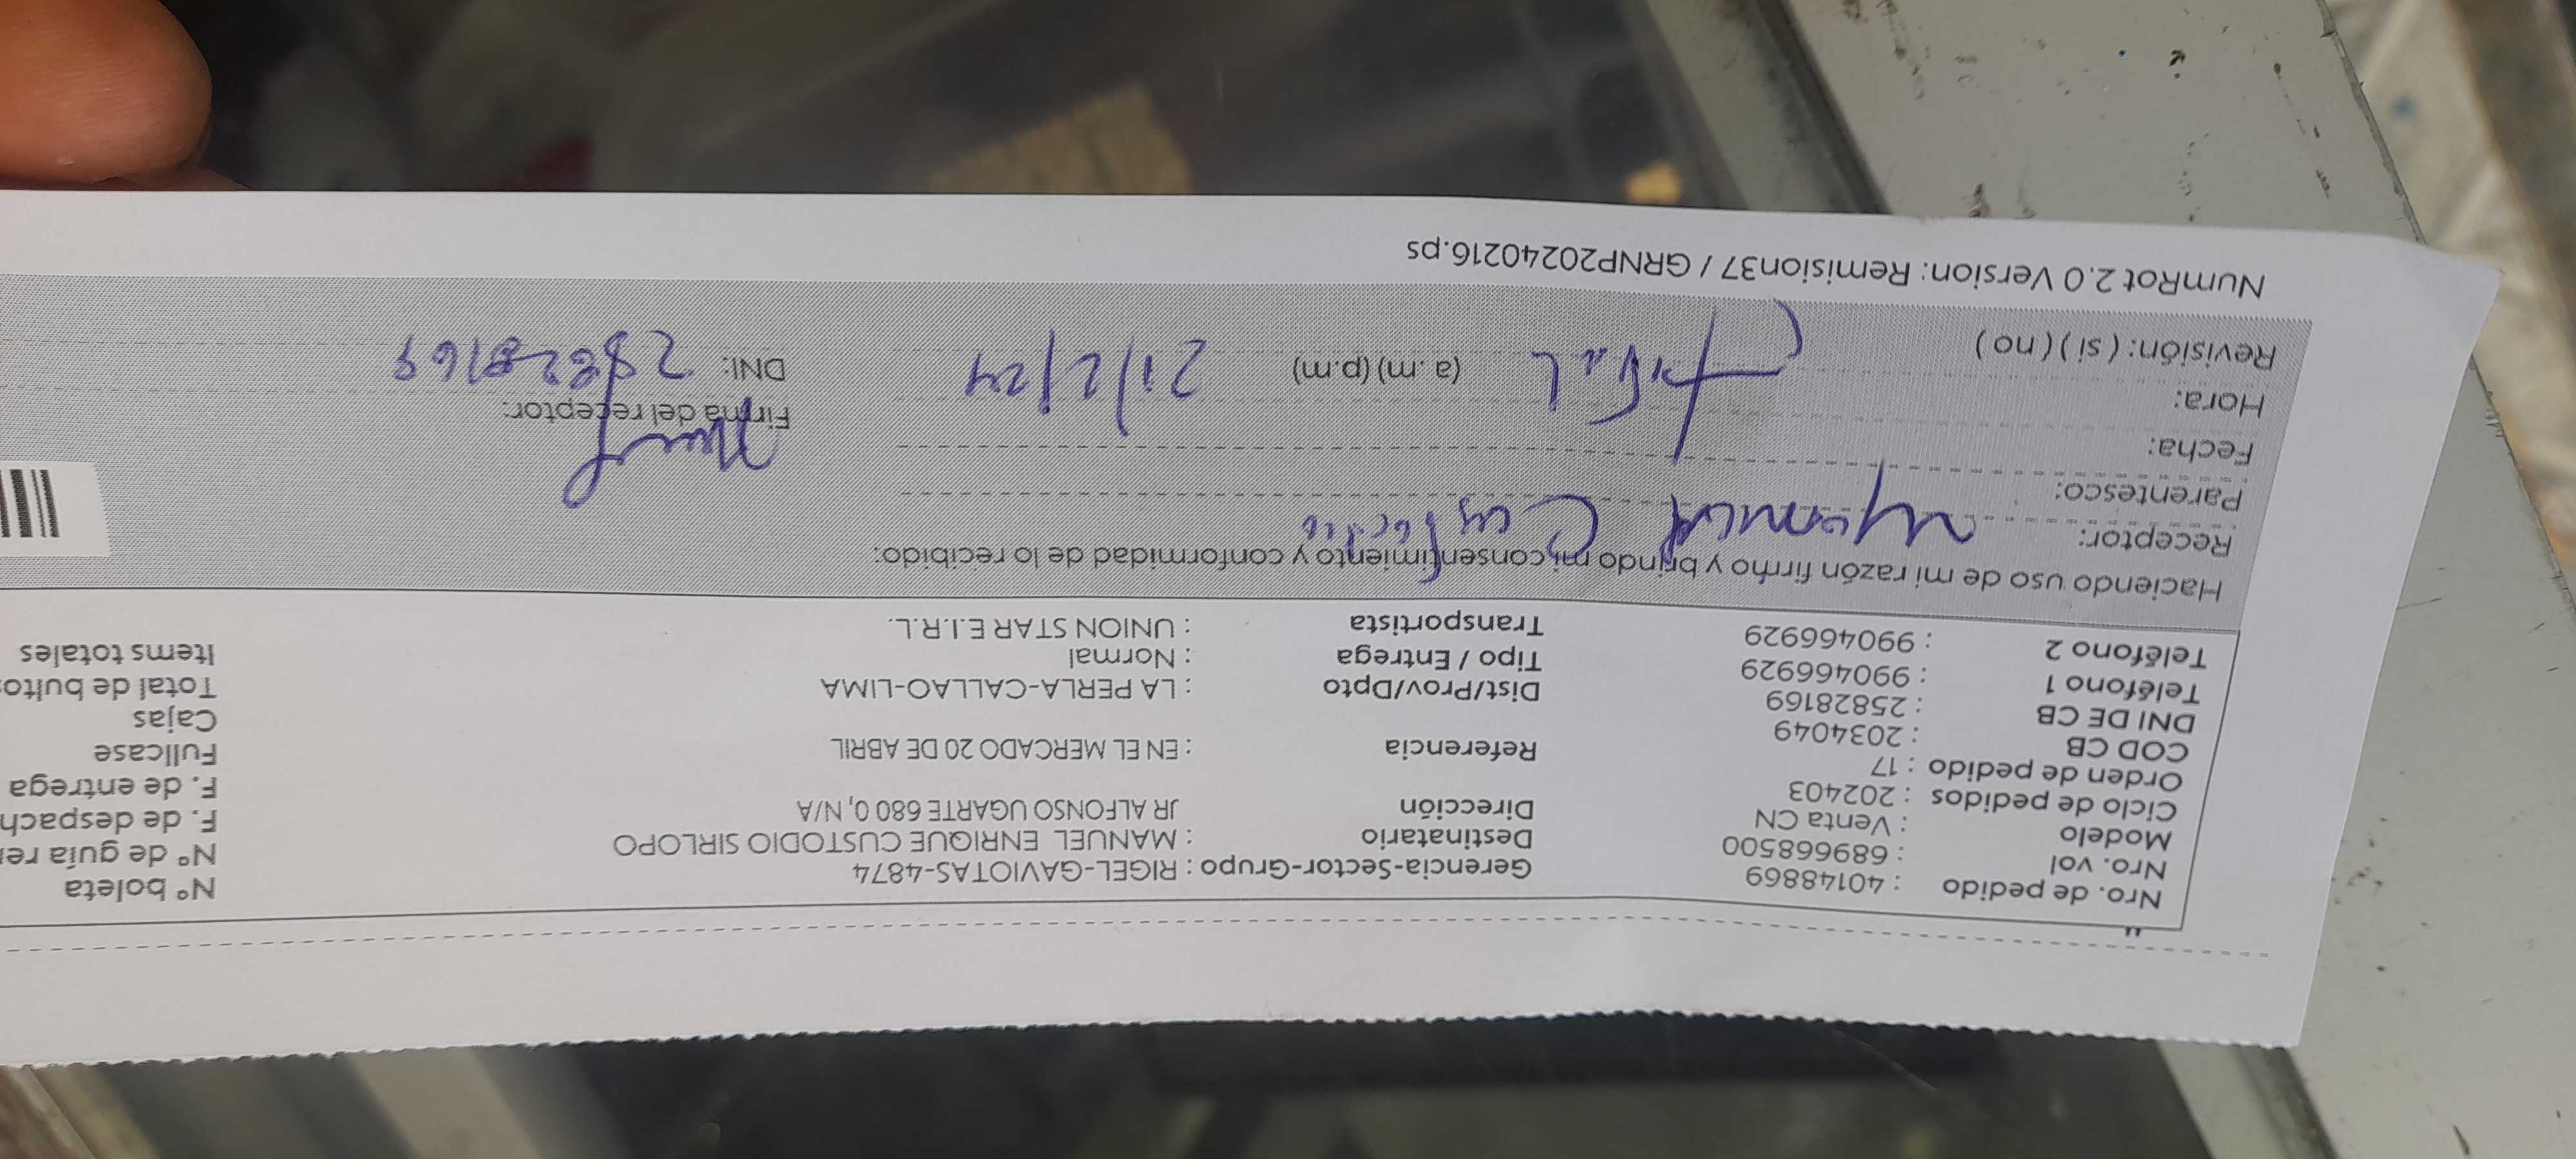 Nro. de pedido : 40148869 Gerencia-Sector-Grupo : RIGEL-GAVIOTAS-4874 N° boleta
Nro. vol : 689668500 Destinatario : MANUEL ENRIQUE CUSTODIO SIRLOPO N° de guía
Modelo : Venta CN Dirección JR ALFONSO UGARTE 680 0, N/A F. de
Ciclo de pedidos : 202403 F. de entrega
Orden de pedido : 17 Referencia : EN EL MERCADO 20 DE ABRIL Fullcase
COD CB : 2034049 Cajas
DNI DE CB : 25828169 Dist/Prov/Dpto : LA PERLA-CALLAO-LIMA Total de
Teléfono 1 : 990466929 Tipo / Entrega : Normal Items totales
Teléfono 2 : 990466929 Transportista : UNION STAR E.I.R.L.
Haciendo uso de mi razón firmo y brindo mi consentimiento y conformidad de lo recibido:
Receptor: Custodio
Parentesco:
Fecha: Firma del receptor:
Hora: (a.m) (p.m) 21/2/24 DNI:
Revisión: ( si ) ( no )
NumRot 2.0 Version: Remision37 / GRNP20240216.ps